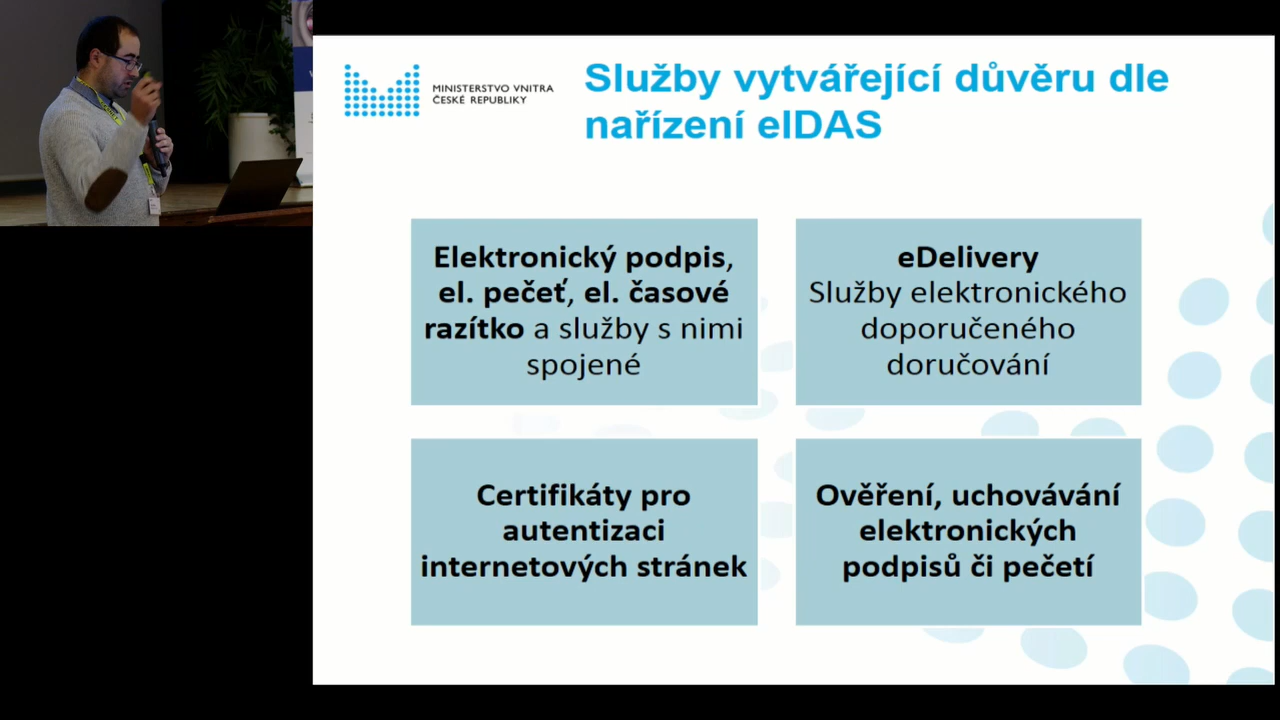 MINISTERSTVO VNITRA
ČESKÉ REPUBLIKY
Služby vytvářející důvěru dle
nařízení eIDAS
Elektronický podpis,
el. pečeť, el. časové
razítko a služby s nimi
spojené
eDelivery
Služby elektronického
doporučeného
doručování
Certifikáty pro
autentizaci
internetových stránek
Ověření, uchovávání
elektronických
podpisů či pečetí